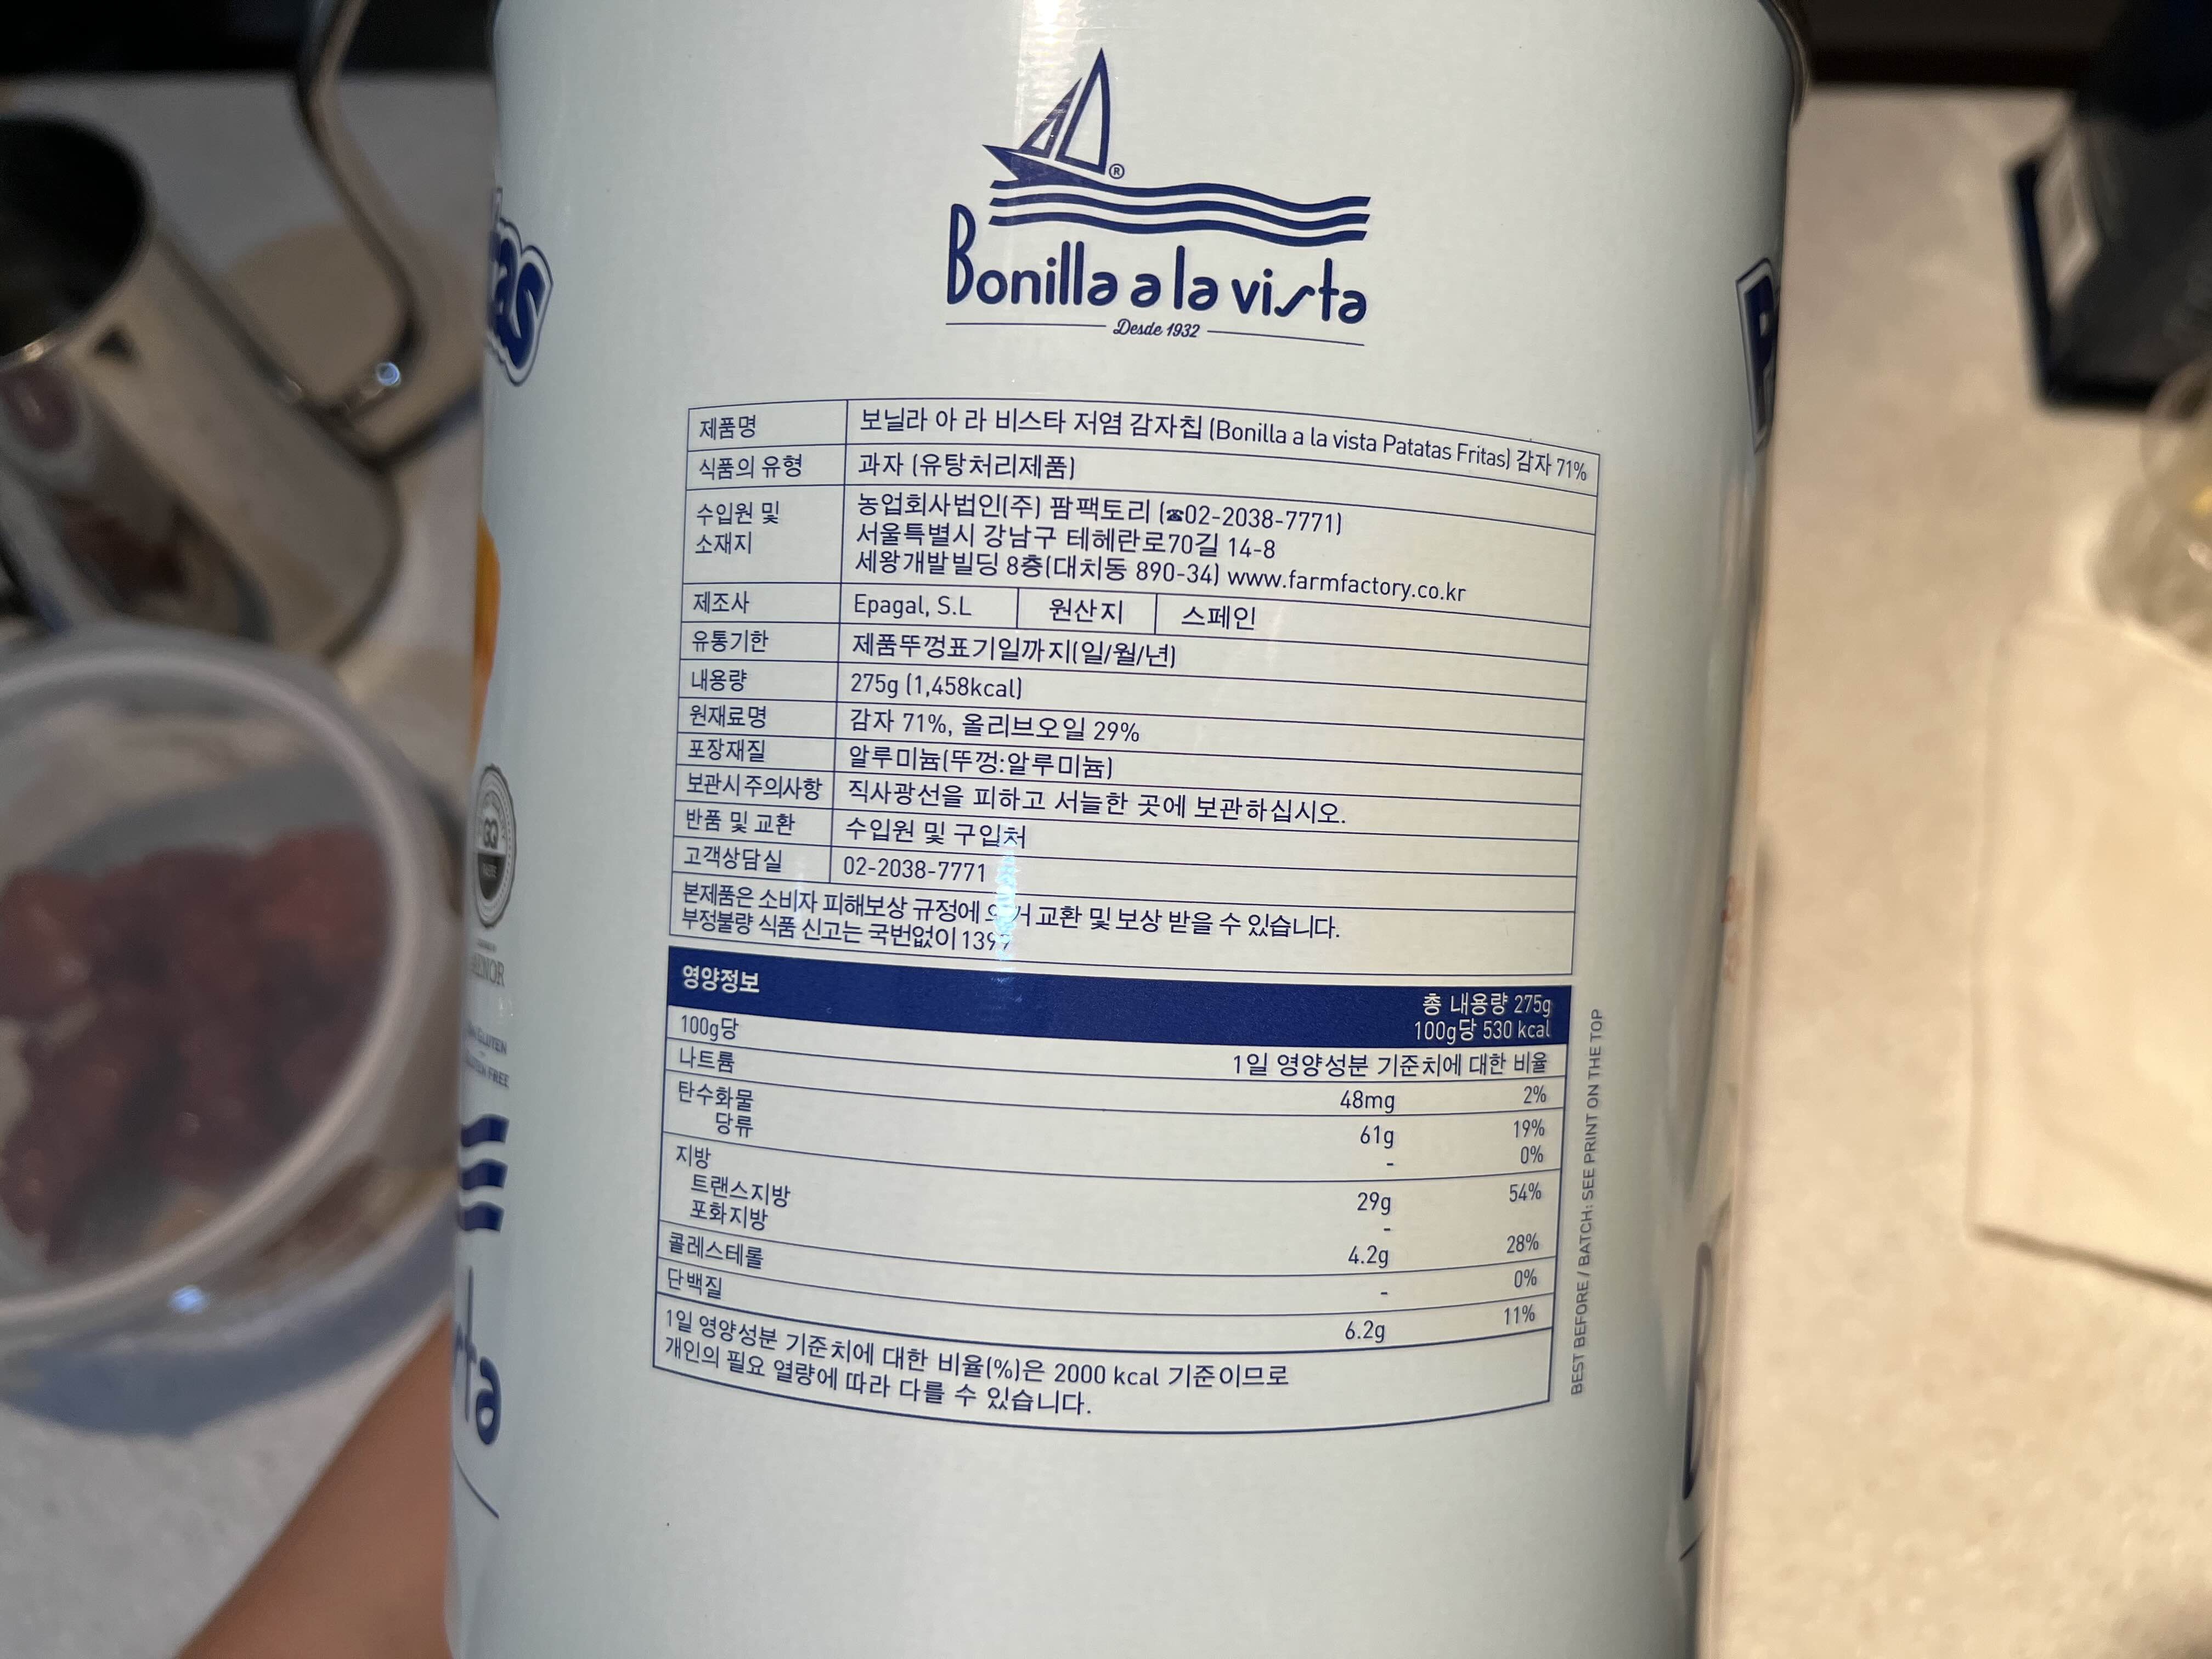 ®
Bonilla a la vista
Desde 1932
제품명 보닐라 아 라 비스타 저염 감자칩 (Bonilla a la vista Patatas Fritas) 감자 71%
식품의 유형 과자 (유탕처리제품)
수입원 및 소재지 농업회사법인(주) 팜팩토리 (☎02-2038-7771)
서울특별시 강남구 테헤란로70길 14-8
세왕개발빌딩 8층(대치동 890-34) www.farmfactory.co.kr
제조사 Epagal, S.L 원산지 스페인
유통기한 제품뚜껑표기일까지(일/월/년)
내용량 275g (1,458kcal)
원재료명 감자 71%, 올리브오일 29%
포장재질 알루미늄(뚜껑:알루미늄)
보관시 주의사항 직사광선을 피하고 서늘한 곳에 보관하십시오.
반품 및 교환 수입원 및 구입처
고객상담실 02-2038-7771
본제품은 소비자 피해보상 규정에 의거 교환 및 보상 받을 수 있습니다.
부정불량 식품 신고는 국번없이 1399
영양정보 총 내용량 275g
100g당 530 kcal
100g당 1일 영양성분 기준치에 대한 비율
나트륨 48mg 2%
탄수화물 61g 19%
당류 - 0%
지방 29g 54%
트랜스지방 -
포화지방 4.2g 28%
콜레스테롤 - 0%
단백질 6.2g 11%
1일 영양성분 기준치에 대한 비율(%)은 2000 kcal 기준이므로
개인의 필요 열량에 따라 다를 수 있습니다.
BEST BEFORE / BATCH: SEE PRINT ON THE TOP